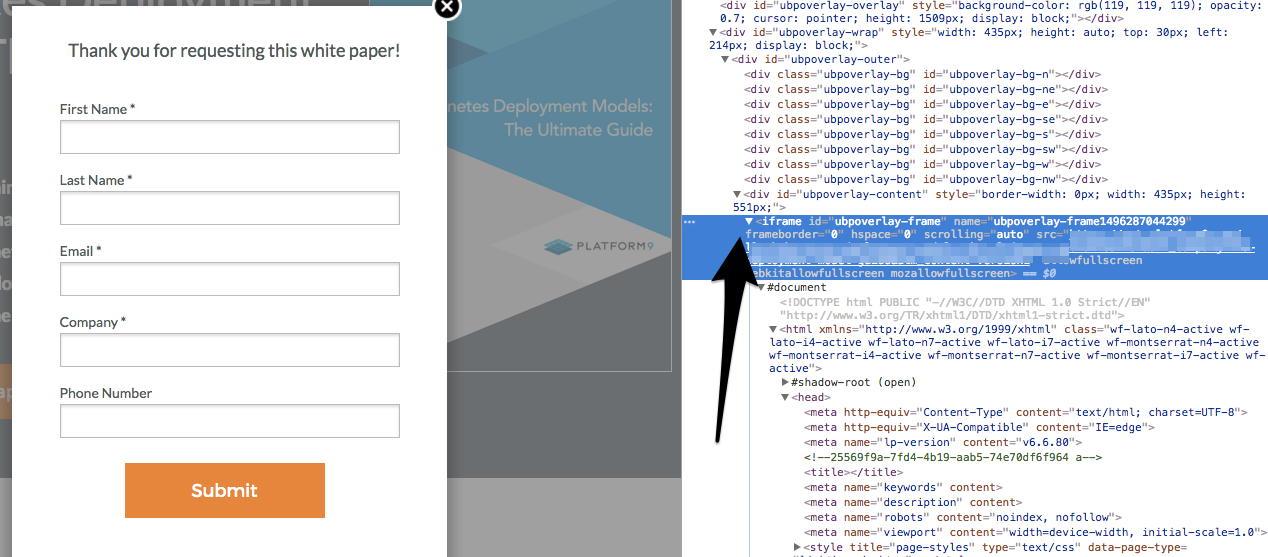 es Deployment
Thank you for requesting this white paper!
First Name *
Last Name *
Email *
Company *
Phone Number
Submit
netes Deployment Models:
The Ultimate Guide
PLATFORM9
<div id="ubpoverlay-overlay" style="background-color: rgb(119, 119, 119); opacity:
0.7; cursor: pointer; height: 1509px; display: block;"></div>
▼<div id="ubpoverlay-wrap" style="width: 435px; height: auto; top: 30px; left:
214px; display: block;">
▼<div id="ubpoverlay-outer">
<div class="ubpoverlay-bg" id="ubpoverlay-bg-n"></div>
<div class="ubpoverlay-bg" id="ubpoverlay-bg-ne"></div>
<div class="ubpoverlay-bg" id="ubpoverlay-bg-e"></div>
<div class="ubpoverlay-bg" id="ubpoverlay-bg-se"></div>
<div class="ubpoverlay-bg" id="ubpoverlay-bg-s"></div>
<div class="ubpoverlay-bg" id="ubpoverlay-bg-sw"></div>
<div class="ubpoverlay-bg" id="ubpoverlay-bg-w"></div>
<div class="ubpoverlay-bg" id="ubpoverlay-bg-nw"></div>
▼<div id="ubpoverlay-content" style="border-width: 0px; width: 435px; height:
551px;">
… ▼<iframe id="ubpoverlay-frame" name="ubpoverlay-frame1496287044299"
frameborder="0" hspace="0" scrolling="auto" src="
lowfullscreen
ebkitallowfullscreen mozallowfullscreen> == $0
▼#document
<!DOCTYPE html PUBLIC "-//W3C//DTD XHTML 1.0 Strict//EN"
"http://www.w3.org/TR/xhtml1/DTD/xhtml1-strict.dtd">
▼<html xmlns="http://www.w3.org/1999/xhtml" class="wf-lato-n4-active wf-
lato-i4-active wf-lato-n7-active wf-lato-i7-active wf-montserrat-n4-active
wf-montserrat-i4-active wf-montserrat-n7-active wf-montserrat-i7-active wf-
active">
▶#shadow-root (open)
▼<head>
<meta http-equiv="Content-Type" content="text/html; charset=UTF-8">
<meta http-equiv="X-UA-Compatible" content="IE=edge">
<meta name="lp-version" content="v6.6.80">
<!--25569f9a-7fd4-4b19-aab5-74e70df6f964 a-->
<title></title>
<meta name="keywords" content>
<meta name="description" content>
<meta name="robots" content="noindex, nofollow">
<meta name="viewport" content="width=device-width, initial-scale=1.0">
▶<style title="page-styles" type="text/css" data-page-type=